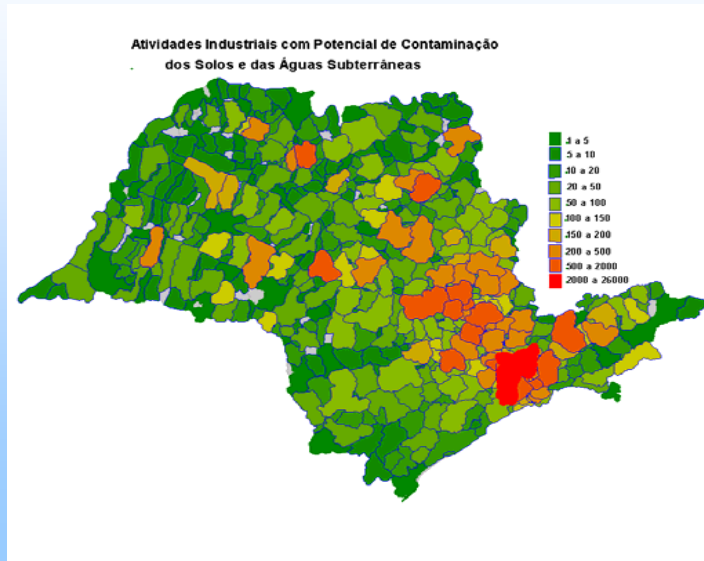 Atividades Industriais com Potencial de Contaminação
dos Solos e das Águas Subterrâneas
1 a 5
5 a 10
10 a 20
20 a 50
50 a 100
100 a 150
150 a 200
200 a 500
500 a 2000
2000 a 26000